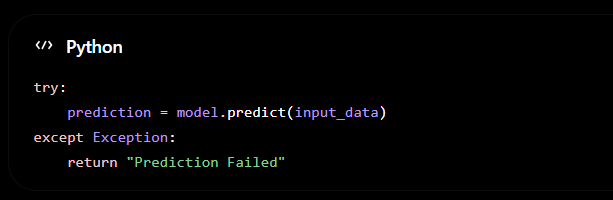 </> Python
try:
    prediction = model.predict(input_data)
except Exception:
    return "Prediction Failed"